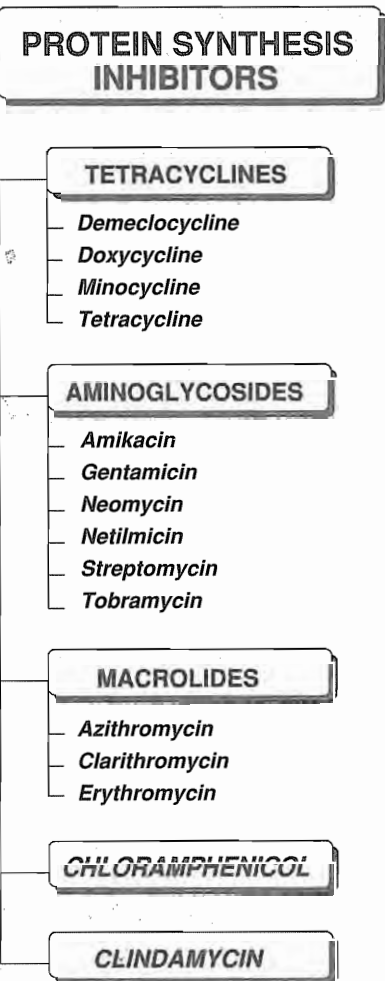 PROTEIN SYNTHESIS
INHIBITORS
TETRACYCLINES
Demeclocycline
Doxycycline
Minocycline
Tetracycline
AMINOGLYCOSIDES
Amikacin
Gentamicin
Neomycin
Netilmicin
Streptomycin
Tobramycin
MACROLIDES
Azithromycin
Clarithromycin
Erythromycin
CHLORAMPHENICOL
CLINDAMYCIN